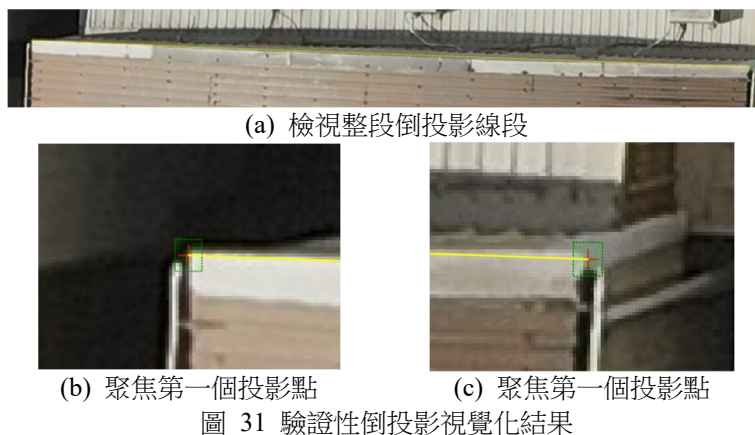 (a) 檢視整段倒投影線段
(b) 聚焦第一個投影點
(c) 聚焦第一個投影點
圖 31 驗證性倒投影視覺化結果